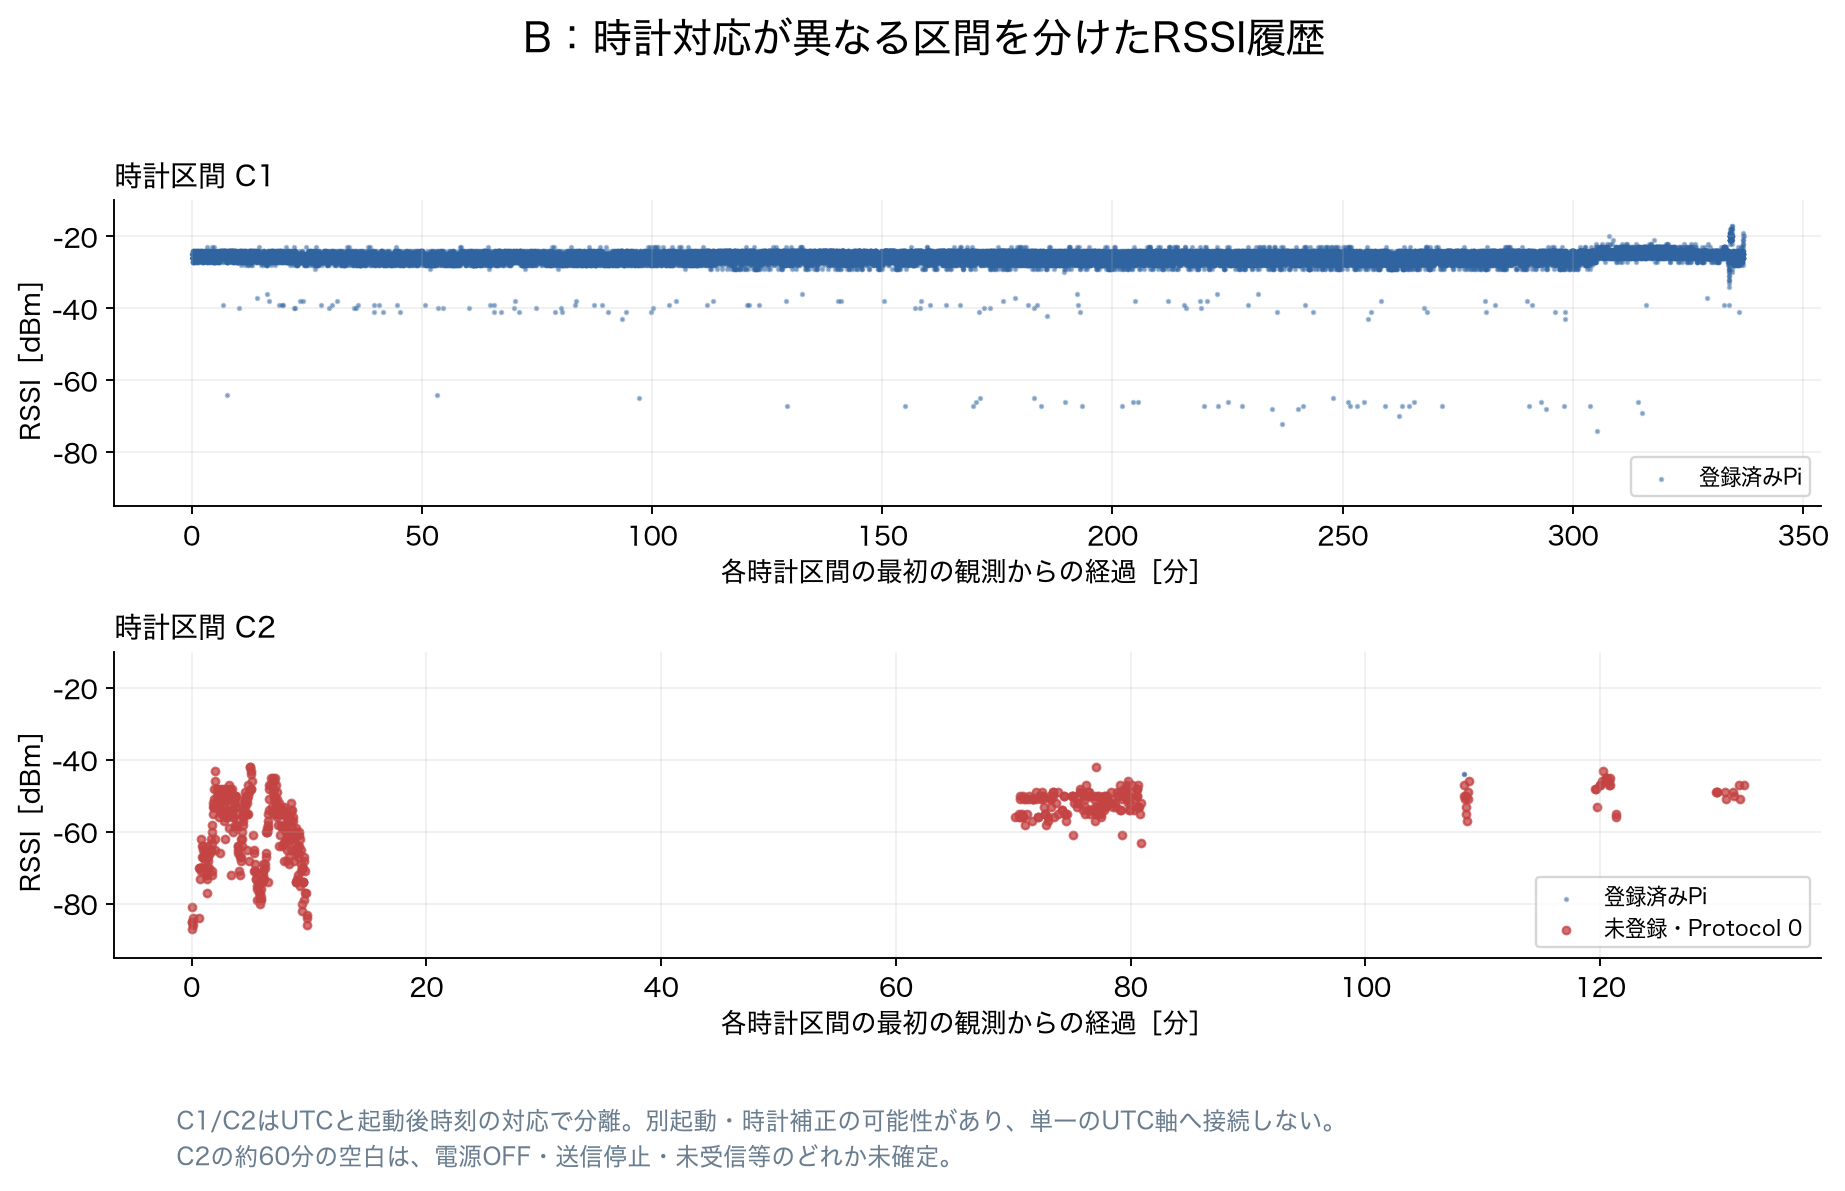 B：時計対応が異なる区間を分けたRSSI履歴
時計区間 C1
RSSI［dBm］
-20
-40
-60
-80
登録済みPi
0 50 100 150 200 250 300 350
各時計区間の最初の観測からの経過［分］
時計区間 C2
RSSI［dBm］
-20
-40
-60
-80
登録済みPi
未登録・Protocol 0
0 20 40 60 80 100 120
各時計区間の最初の観測からの経過［分］
C1/C2はUTCと起動後時刻の対応で分離。別起動・時計補正の可能性があり、単一のUTC軸へ接続しない。
C2の約60分の空白は、電源OFF・送信停止・未受信等のどれか未確定。